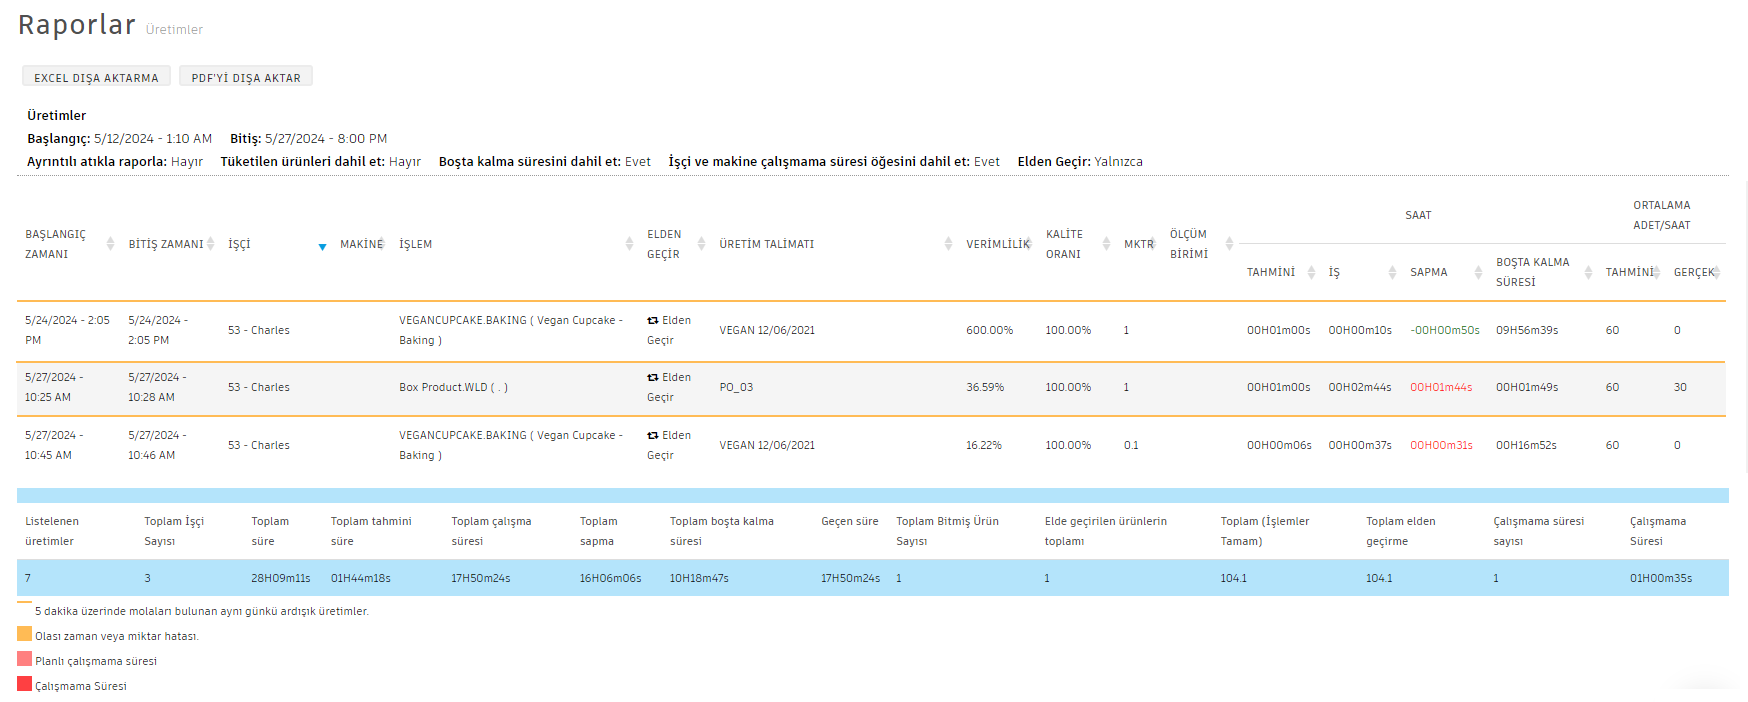 Raporlar Üretimler
EXCEL DIŞA AKTARMA PDF'Yİ DIŞA AKTAR
Üretimler
Başlangıç: 5/12/2024 - 1:10 AM Bitiş: 5/27/2024 - 8:00 PM
Ayrıntılı atıkla raporla: Hayır Tüketilen ürünleri dahil et: Hayır Boşta kalma süresini dahil et: Evet İşçi ve makine çalışmama süresi öğesini dahil et: Evet Elden Geçir: Yalnızca
BAŞLANGIÇ ZAMANI BİTİŞ ZAMANI İŞÇİ MAKİNE İŞLEM ELDEN GEÇİR ÜRETİM TALİMATI VERİMLİLİK KALİTE ORANI MKTR ÖLÇÜM BİRİMİ SAAT ORTALAMA ADET/SAAT
TAHMİNİ İŞ SAPMA BOŞTA KALMA SÜRESİ TAHMİNİ GERÇEK
5/24/2024 - 2:05 PM 5/24/2024 - 2:05 PM 53 - Charles VEGANCUPCAKE.BAKING ( Vegan Cupcake - Baking ) Elden Geçir VEGAN 12/06/2021 600.00% 100.00% 1 00H01m00s 00H00m10s -00H00m50s 09H56m39s 60 0
5/27/2024 - 10:25 AM 5/27/2024 - 10:28 AM 53 - Charles Box Product.WLD ( . ) Elden Geçir PO_03 36.59% 100.00% 1 00H01m00s 00H02m44s 00H01m44s 00H01m49s 60 30
5/27/2024 - 10:45 AM 5/27/2024 - 10:46 AM 53 - Charles VEGANCUPCAKE.BAKING ( Vegan Cupcake - Baking ) Elden Geçir VEGAN 12/06/2021 16.22% 100.00% 0.1 00H00m06s 00H00m37s 00H00m31s 00H16m52s 60 0
Listelenen üretimler Toplam İşçi Sayısı Toplam süre Toplam tahmini süre Toplam çalışma süresi Toplam sapma Toplam boşta kalma süresi Geçen süre Toplam Bitmiş Ürün Sayısı Elde geçirilen ürünlerin toplamı Toplam (İşlemler Tamam) Toplam elden geçirme Çalışmama süresi sayısı Çalışmama Süresi
7 3 28H09m11s 01H44m18s 17H50m24s 16H06m06s 10H18m47s 17H50m24s 1 1 104.1 104.1 1 01H00m35s
5 dakika üzerinde molaları bulunan aynı günkü ardışık üretimler.
Olası zaman veya miktar hatası.
Planlı çalışmama süresi
Çalışmama Süresi